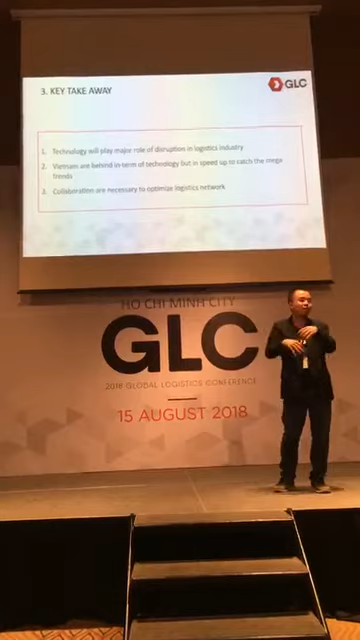 3. KEY TAKE AWAY
GLC
1. Technology will play major role of disruption in logistics industry
2. Vietnam are behind in term of technology but in speed up to catch the mega
trends
3. Collaboration are necessary to optimize logistics network
HO CHI MINH CITY
GLC
2018 GLOBAL LOGISTICS CONFERENCE
15 AUGUST 2018